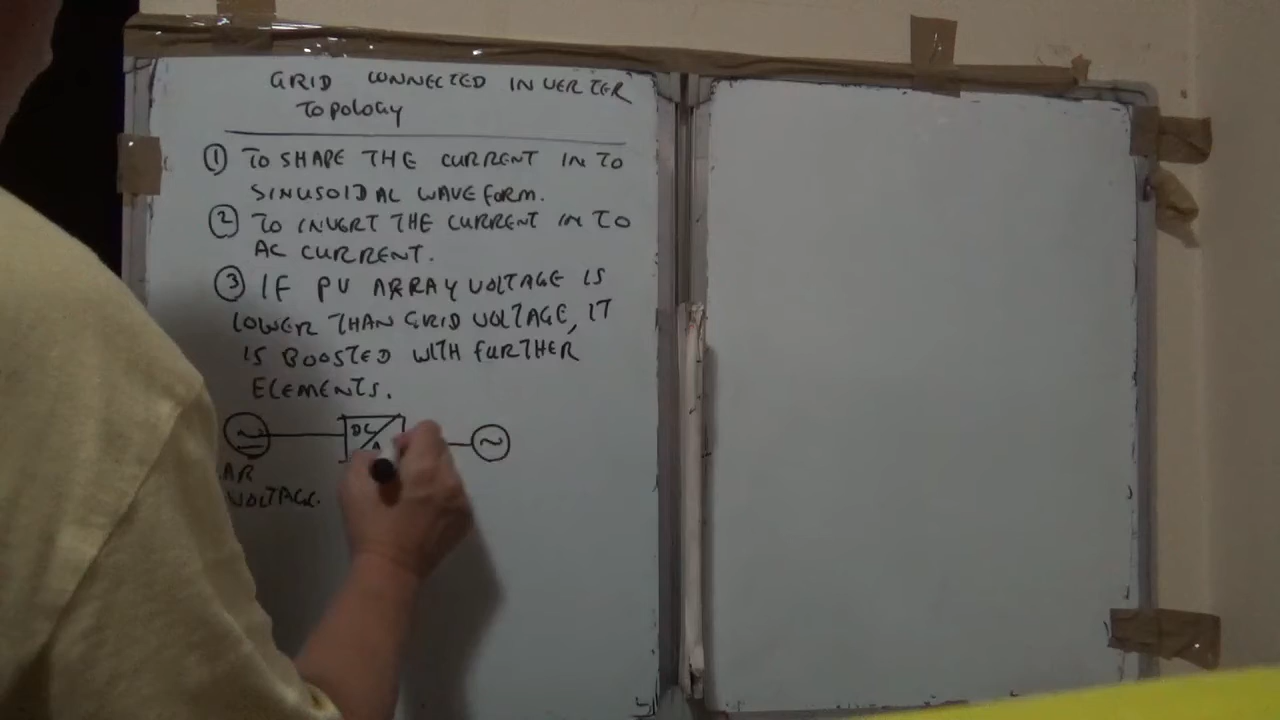 GRID CONNECTED INVERTER
TOPOLOGY
① TO SHAPE THE CURRENT IN TO
SINUSOIDAL WAVEFORM.
② TO INVERT THE CURRENT IN TO
AC CURRENT.
③ IF PV ARRAY VOLTAGE IS
LOWER THAN GRID VOLTAGE, IT
IS BOOSTED WITH FURTHER
ELEMENTS.
DC
A
AR
VOLTAGE.